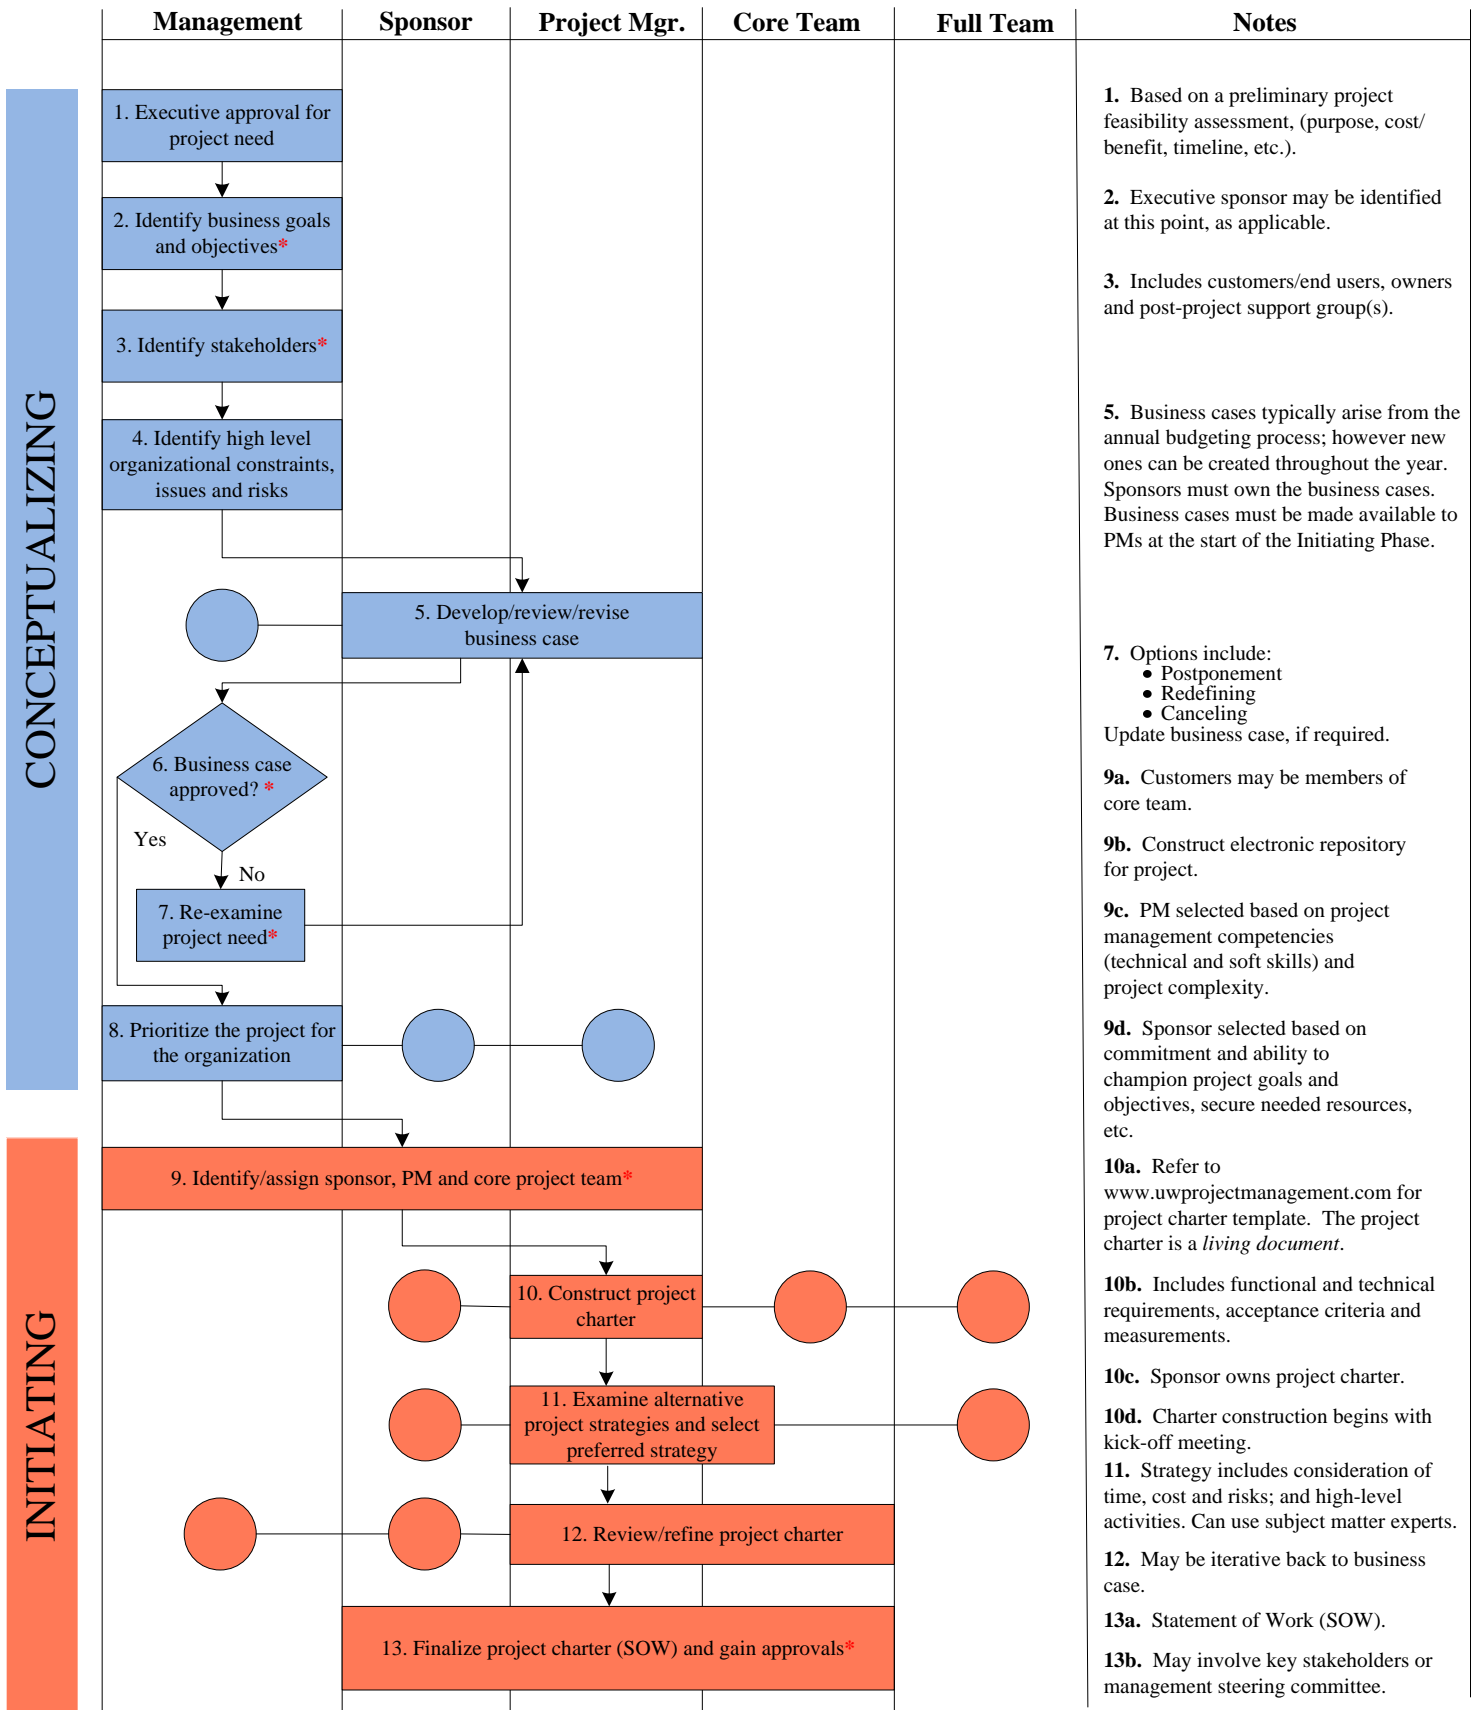 Management Sponsor Project Mgr. Core Team Full Team Notes
CONCEPTUALIZING
1. Executive approval for
project need
2. Identify business goals
and objectives*
3. Identify stakeholders*
4. Identify high level
organizational constraints,
issues and risks
5. Develop/review/revise
business case
6. Business case
approved? *
Yes
No
7. Re-examine
project need*
8. Prioritize the project for
the organization
INITIATING
9. Identify/assign sponsor, PM and core project team*
10. Construct project
charter
11. Examine alternative
project strategies and select
preferred strategy
12. Review/refine project charter
13. Finalize project charter (SOW) and gain approvals*
1. Based on a preliminary project
feasibility assessment, (purpose, cost/
benefit, timeline, etc.).
2. Executive sponsor may be identified
at this point, as applicable.
3. Includes customers/end users, owners
and post-project support group(s).
5. Business cases typically arise from the
annual budgeting process; however new
ones can be created throughout the year.
Sponsors must own the business cases.
Business cases must be made available to
PMs at the start of the Initiating Phase.
7. Options include:
● Postponement
● Redefining
● Canceling
Update business case, if required.
9a. Customers may be members of
core team.
9b. Construct electronic repository
for project.
9c. PM selected based on project
management competencies
(technical and soft skills) and
project complexity.
9d. Sponsor selected based on
commitment and ability to
champion project goals and
objectives, secure needed resources,
etc.
10a. Refer to
www.uwprojectmanagement.com for
project charter template. The project
charter is a living document.
10b. Includes functional and technical
requirements, acceptance criteria and
measurements.
10c. Sponsor owns project charter.
10d. Charter construction begins with
kick-off meeting.
11. Strategy includes consideration of
time, cost and risks; and high-level
activities. Can use subject matter experts.
12. May be iterative back to business
case.
13a. Statement of Work (SOW).
13b. May involve key stakeholders or
management steering committee.